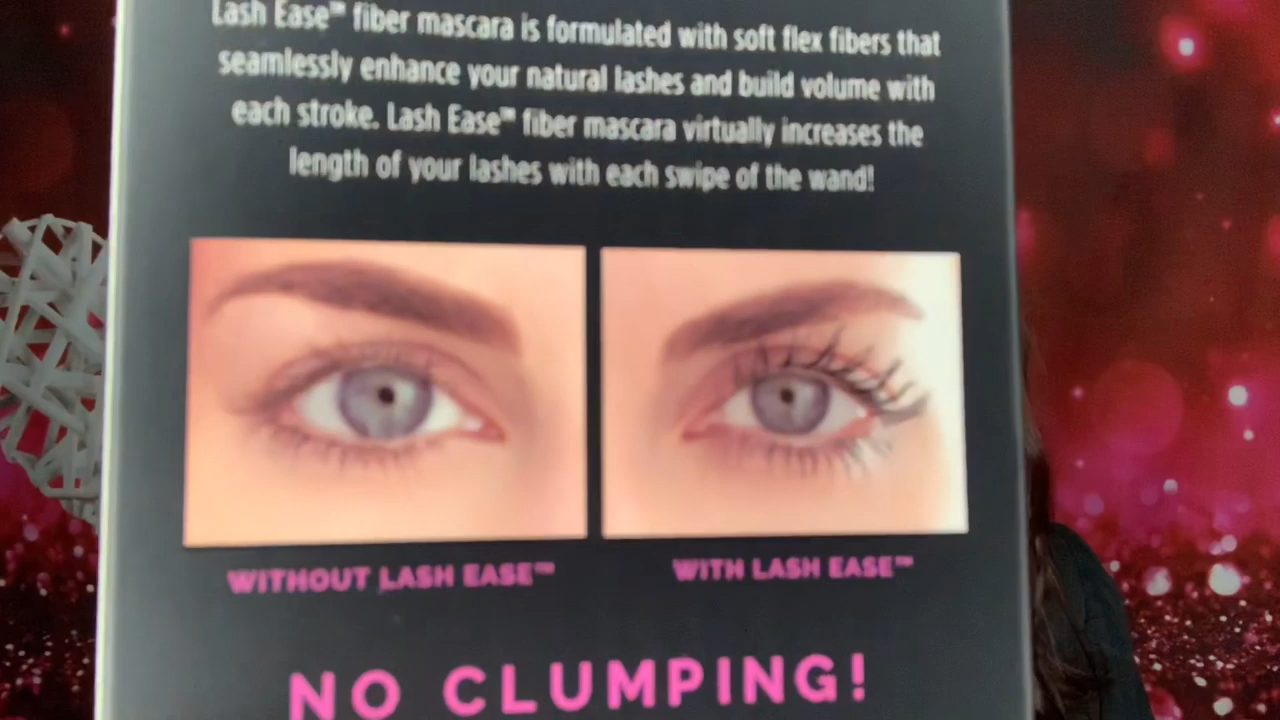 Lash Ease™ fiber mascara is formulated with soft flex fibers that
seamlessly enhance your natural lashes and build volume with
each stroke. Lash Ease™ fiber mascara virtually increases the
length of your lashes with each swipe of the wand!
WITHOUT LASH EASE™
WITH LASH EASE™
NO CLUMPING!